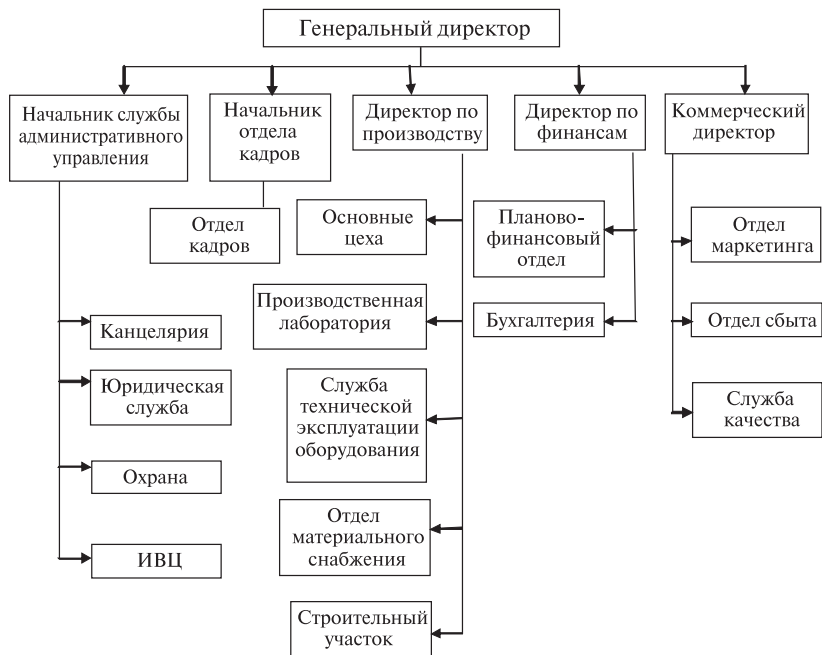 Генеральный директор
Начальник службы
административного
управления
Начальник
отдела
кадров
Директор по
производству
Директор по
финансам
Коммерческий
директор
Отдел
кадров
Основные
цеха
Планово-
финансовый
отдел
Отдел
маркетинга
Канцелярия
Производственная
лаборатория
Бухгалтерия
Отдел сбыта
Юридическая
служба
Служба
технической
эксплуатации
оборудования
Служба
качества
Охрана
Отдел
материального
снабжения
ИВЦ
Строительный
участок